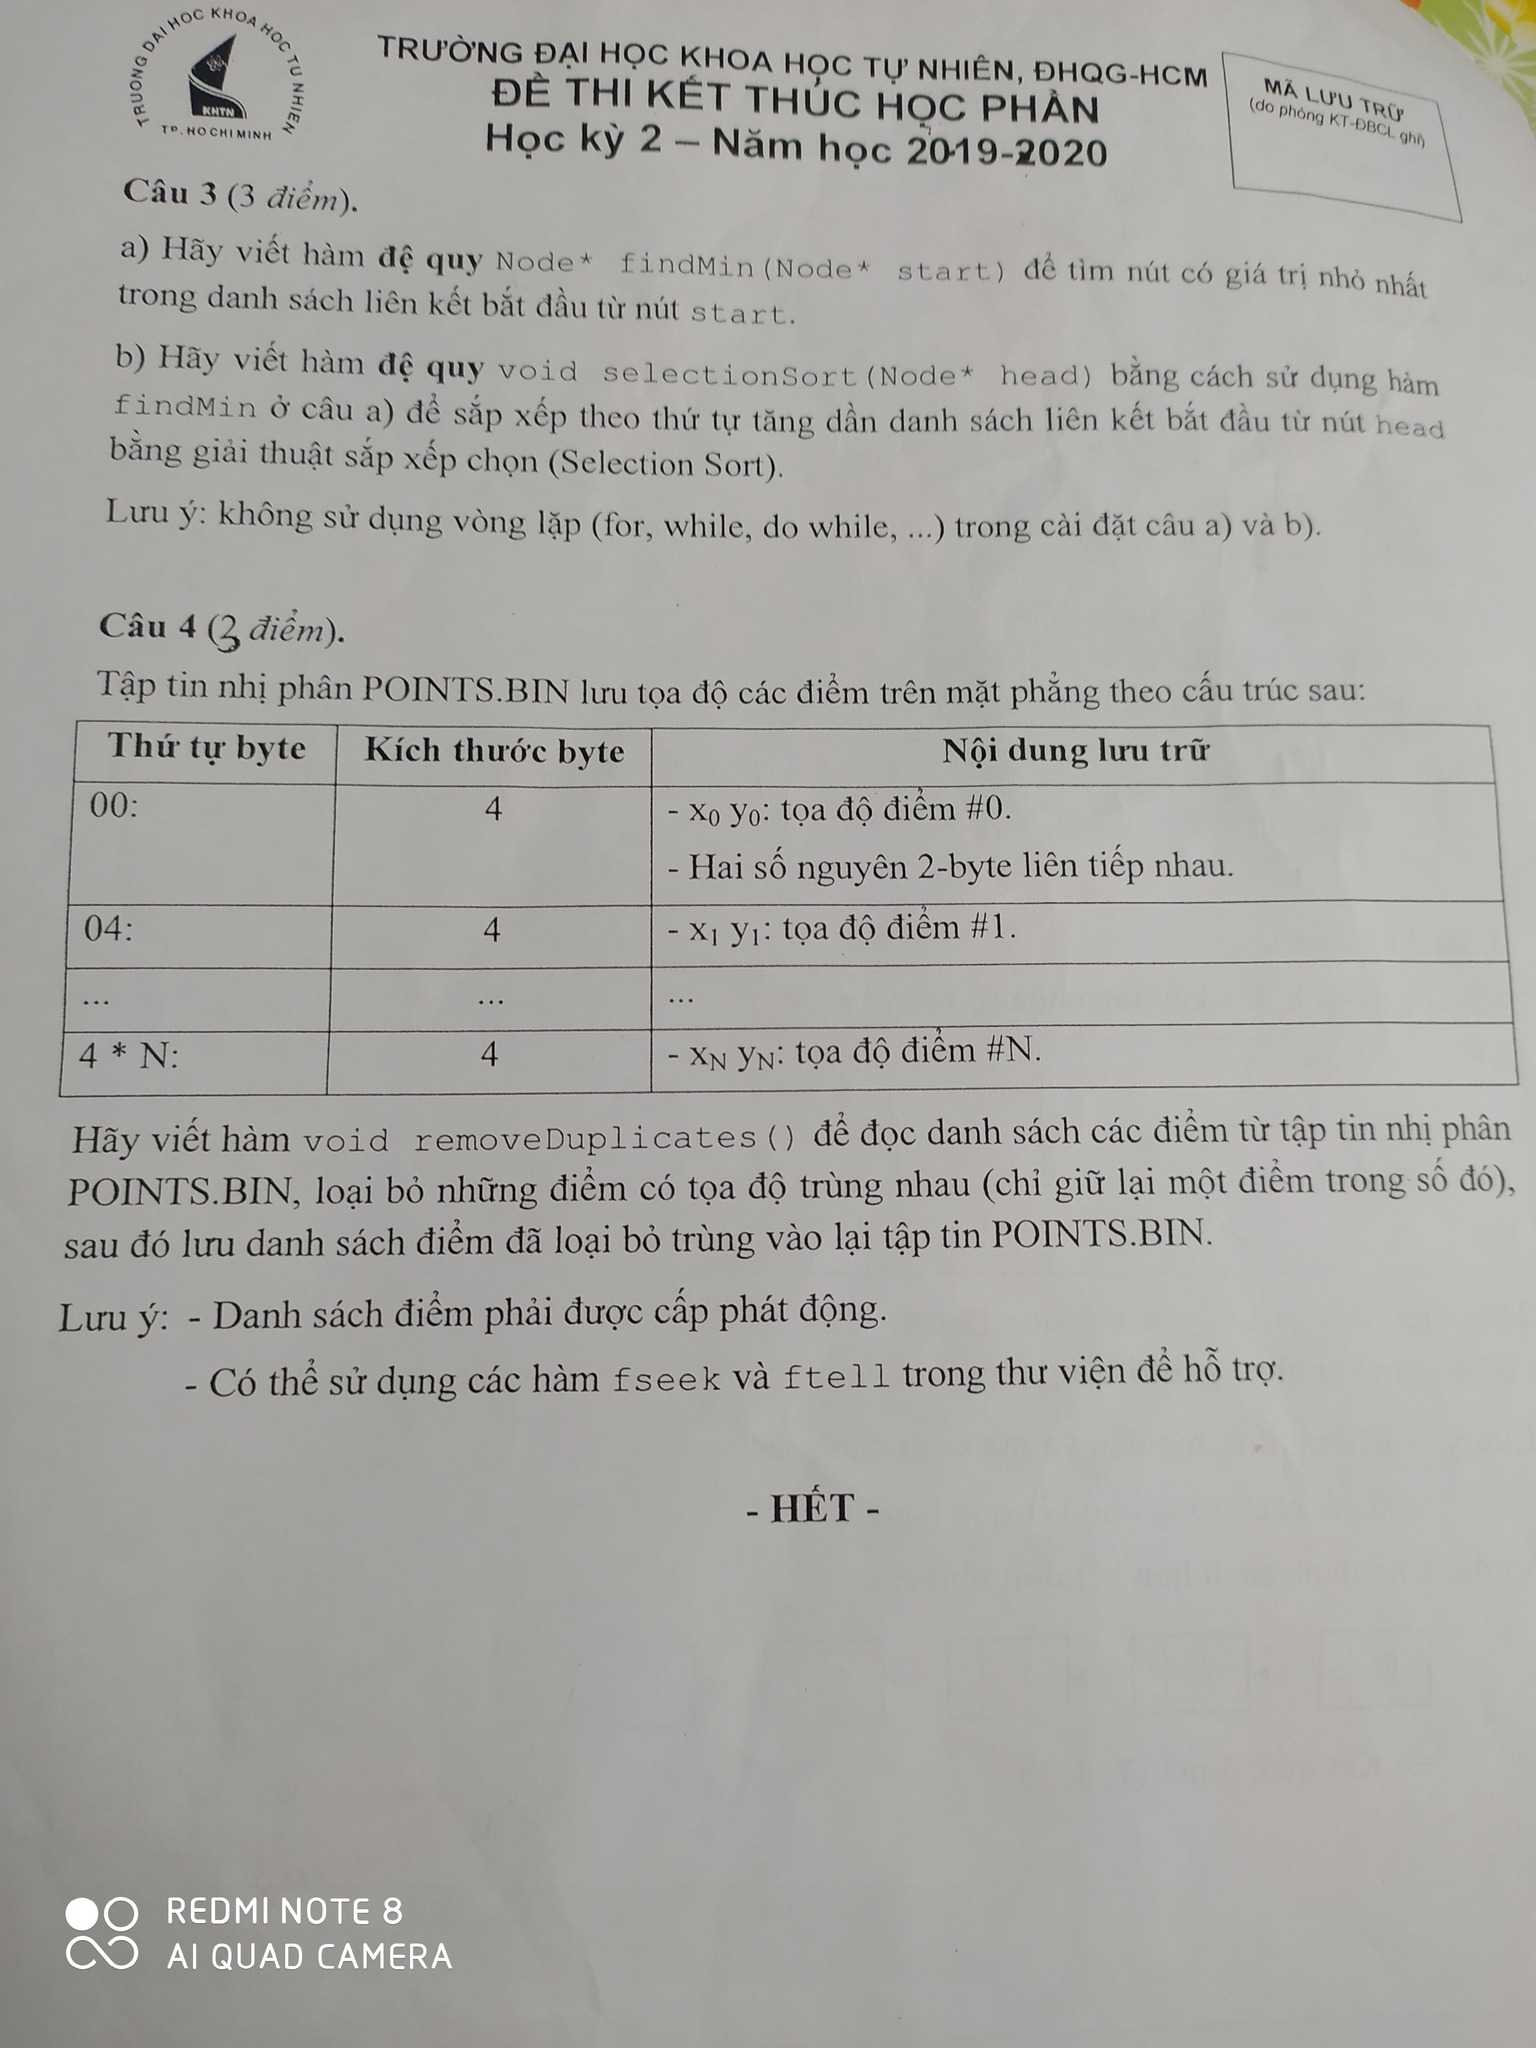 TRUONG DAI HOC KHOA HOC TU NHIEN
KHTN
TP. HO CHI MINH
TRƯỜNG ĐẠI HỌC KHOA HỌC TỰ NHIÊN, ĐHQG-HCM
ĐỀ THI KẾT THÚC HỌC PHẦN
Học kỳ 2 – Năm học 2019-2020
MÃ LƯU TRỮ
(do phòng KT-ĐBCL ghi)
Câu 3 (3 điểm).
a) Hãy viết hàm đệ quy Node* findMin(Node* start) để tìm nút có giá trị nhỏ nhất
trong danh sách liên kết bắt đầu từ nút start.
b) Hãy viết hàm đệ quy void selectionSort(Node* head) bằng cách sử dụng hàm
findMin ở câu a) để sắp xếp theo thứ tự tăng dần danh sách liên kết bắt đầu từ nút head
bằng giải thuật sắp xếp chọn (Selection Sort).
Lưu ý: không sử dụng vòng lặp (for, while, do while, ...) trong cài đặt câu a) và b).
Câu 4 (3 điểm).
Tập tin nhị phân POINTS.BIN lưu tọa độ các điểm trên mặt phẳng theo cấu trúc sau:
Thứ tự byte Kích thước byte Nội dung lưu trữ
00: 4 - x0 y0: tọa độ điểm #0.
- Hai số nguyên 2-byte liên tiếp nhau.
04: 4 - x1 y1: tọa độ điểm #1.
... ... ...
4 * N: 4 - xN yN: tọa độ điểm #N.
Hãy viết hàm void removeDuplicates() để đọc danh sách các điểm từ tập tin nhị phân
POINTS.BIN, loại bỏ những điểm có tọa độ trùng nhau (chỉ giữ lại một điểm trong số đó),
sau đó lưu danh sách điểm đã loại bỏ trùng vào lại tập tin POINTS.BIN.
Lưu ý: - Danh sách điểm phải được cấp phát động.
- Có thể sử dụng các hàm fseek và ftell trong thư viện để hỗ trợ.
- HẾT -
REDMI NOTE 8
AI QUAD CAMERA